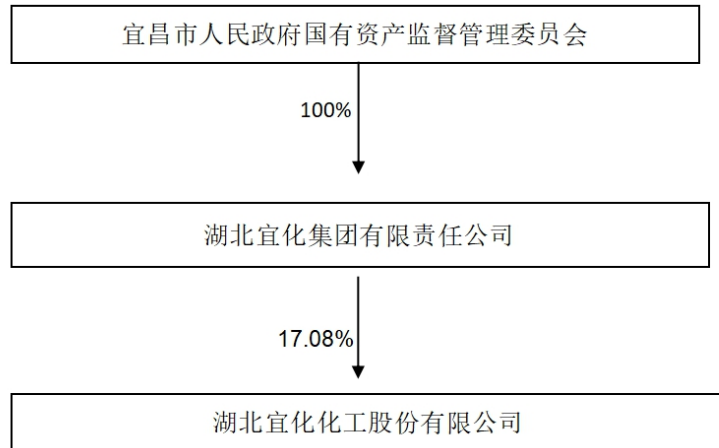 宜昌市人民政府国有资产监督管理委员会
100%
湖北宜化集团有限责任公司
17.08%
湖北宜化化工股份有限公司